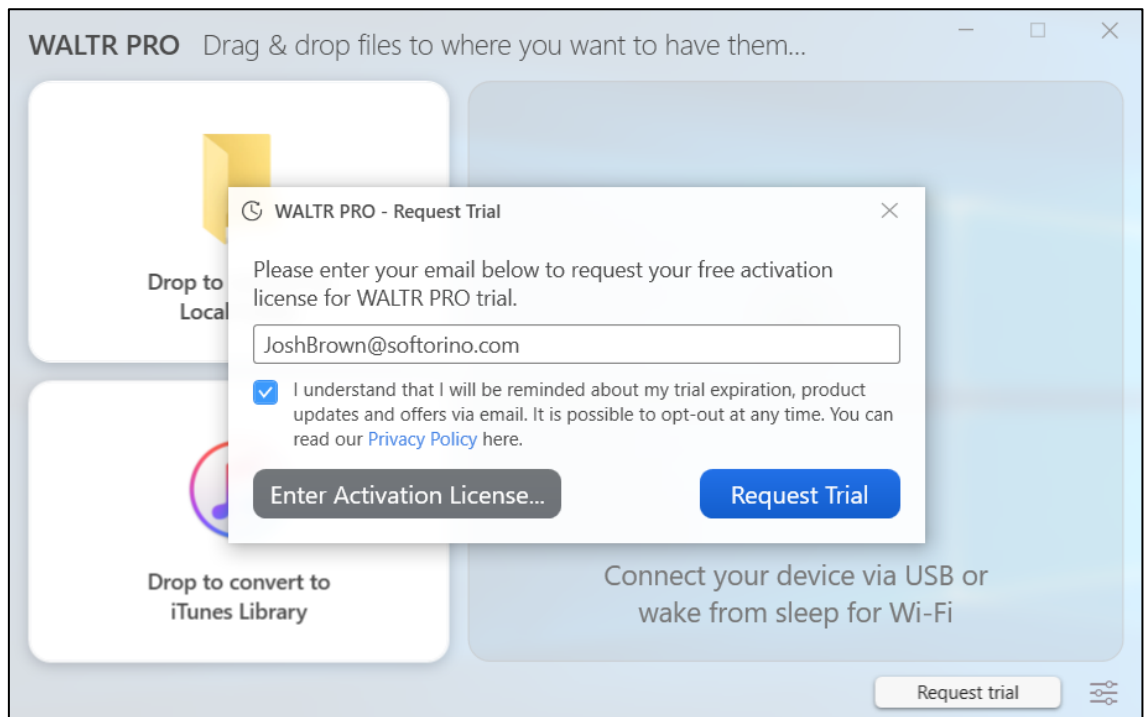 WALTR PRO Drag & drop files to where you want to have them...
WALTR PRO - Request Trial
Please enter your email below to request your free activation
license for WALTR PRO trial.
JoshBrown@softorino.com
I understand that I will be reminded about my trial expiration, product
updates and offers via email. It is possible to opt-out at any time. You can
read our Privacy Policy here.
Enter Activation License...
Request Trial
Drop to
Local
Drop to convert to
iTunes Library
Connect your device via USB or
wake from sleep for Wi-Fi
Request trial